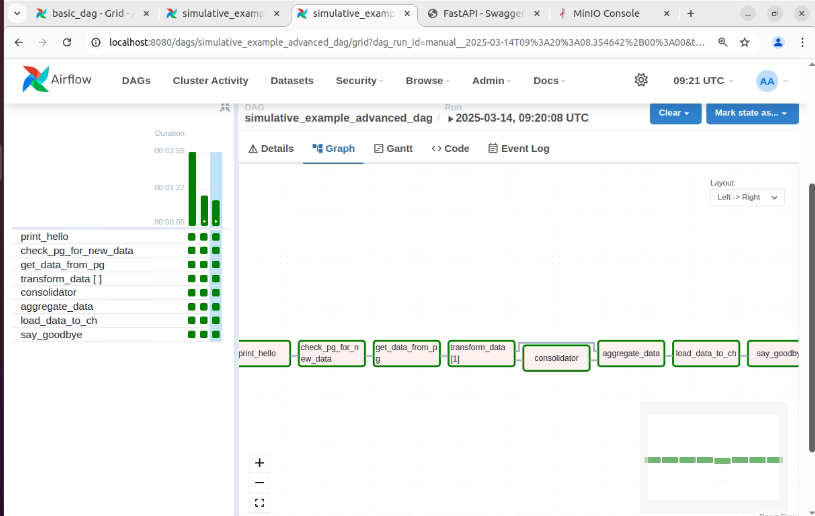 basic_dag - Grid - A
simulative_examp
simulative_examp
FastAPI - Swagger
MinIO Console
localhost:8080/dags/simulative_example_advanced_dag/grid?dag_run_id=manual__2025-03-14T09%3A20%3A08.354642%2B00%3A00&t...
Airflow
DAGs
Cluster Activity
Datasets
Security
Browse
Admin
Docs
09:21 UTC
AA
DAG
Run
simulative_example_advanced_dag / 2025-03-14, 09:20:08 UTC
Clear
Mark state as...
Details
Graph
Gantt
Code
Event Log
Duration
00:02:55
00:01:27
00:00:00
print_hello
check_pg_for_new_data
get_data_from_pg
transform_data [ ]
consolidator
aggregate_data
load_data_to_ch
say_goodbye
Layout:
Left -> Right
print_hello
check_pg_for_n
ew_data
get_data_from_p
g
transform_data
[1]
consolidator
aggregate_data
load_data_to_ch
say_goodby